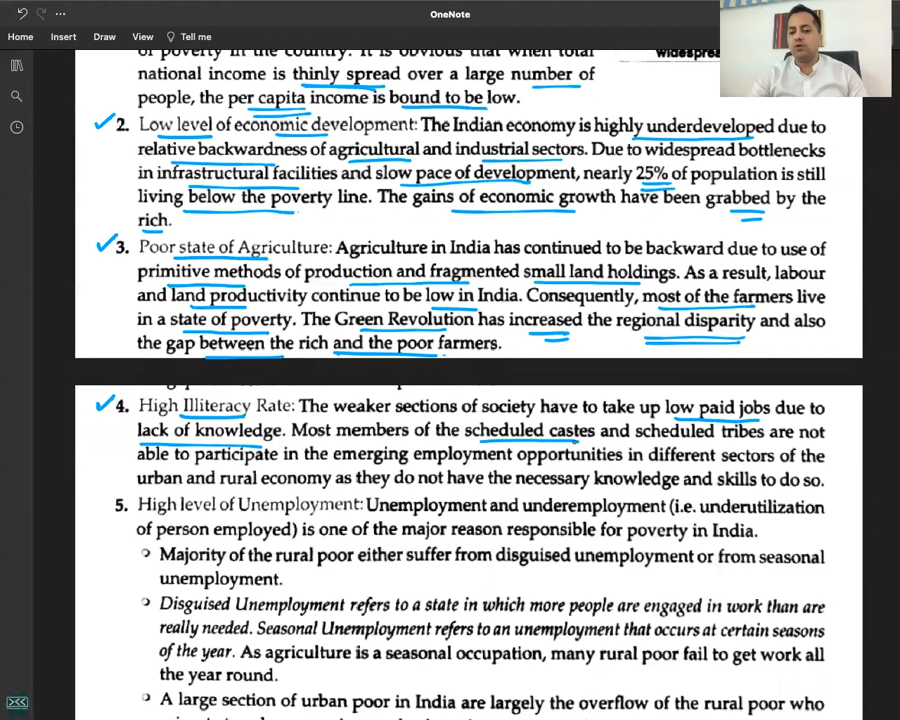 OneNote
Home Insert Draw View Tell me
of poverty in the country. It is obvious that when total
widespread
national income is thinly spread over a large number of
people, the per capita income is bound to be low.
2. Low level of economic development: The Indian economy is highly underdeveloped due to
relative backwardness of agricultural and industrial sectors. Due to widespread bottlenecks
in infrastructural facilities and slow pace of development, nearly 25% of population is still
living below the poverty line. The gains of economic growth have been grabbed by the
rich.
3. Poor state of Agriculture: Agriculture in India has continued to be backward due to use of
primitive methods of production and fragmented small land holdings. As a result, labour
and land productivity continue to be low in India. Consequently, most of the farmers live
in a state of poverty. The Green Revolution has increased the regional disparity and also
the gap between the rich and the poor farmers.
4. High Illiteracy Rate: The weaker sections of society have to take up low paid jobs due to
lack of knowledge. Most members of the scheduled castes and scheduled tribes are not
able to participate in the emerging employment opportunities in different sectors of the
urban and rural economy as they do not have the necessary knowledge and skills to do so.
5. High level of Unemployment: Unemployment and underemployment (i.e. underutilization
of person employed) is one of the major reason responsible for poverty in India.
Majority of the rural poor either suffer from disguised unemployment or from seasonal
unemployment.
Disguised Unemployment refers to a state in which more people are engaged in work than are
really needed. Seasonal Unemployment refers to an unemployment that occurs at certain seasons
of the year. As agriculture is a seasonal occupation, many rural poor fail to get work all
the year round.
A large section of urban poor in India are largely the overflow of the rural poor who